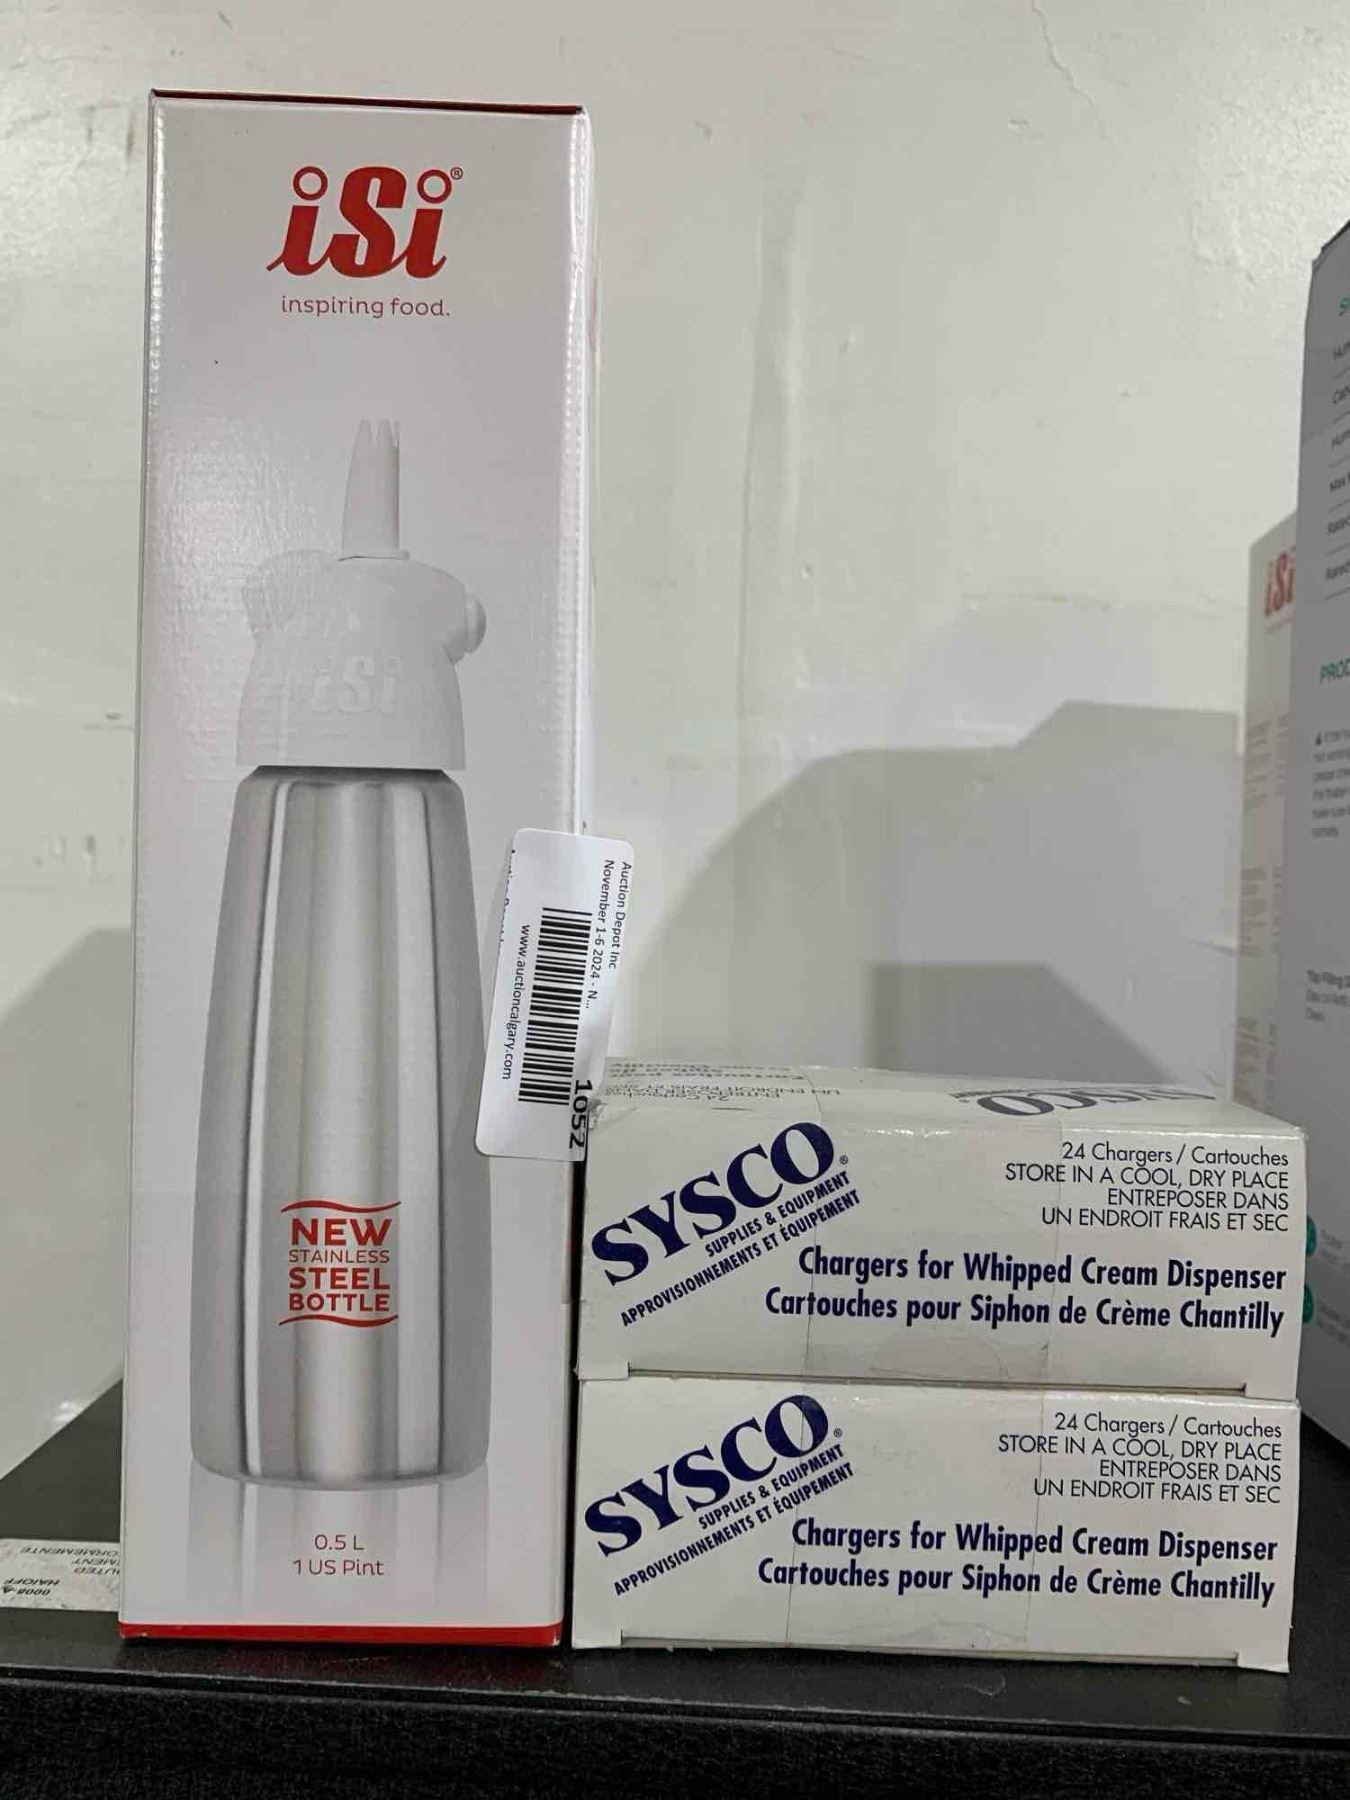 iSi®
inspiring food.
iSi
NEW
STAINLESS
STEEL
BOTTLE
0.5 L
1 US Pint
Auction Depot Inc
November 1-6 2024 - N...
1052
www.auctioncalgary.com
SYSCO®
SUPPLIES & EQUIPMENT
APPROVISIONNEMENTS ET ÉQUIPEMENT
24 Chargers / Cartouches
STORE IN A COOL, DRY PLACE
ENTREPOSER DANS
UN ENDROIT FRAIS ET SEC
Chargers for Whipped Cream Dispenser
Cartouches pour Siphon de Crème Chantilly
SYSCO®
SUPPLIES & EQUIPMENT
APPROVISIONNEMENTS ET ÉQUIPEMENT
24 Chargers / Cartouches
STORE IN A COOL, DRY PLACE
ENTREPOSER DANS
UN ENDROIT FRAIS ET SEC
Chargers for Whipped Cream Dispenser
Cartouches pour Siphon de Crème Chantilly
SYSCO
iSi